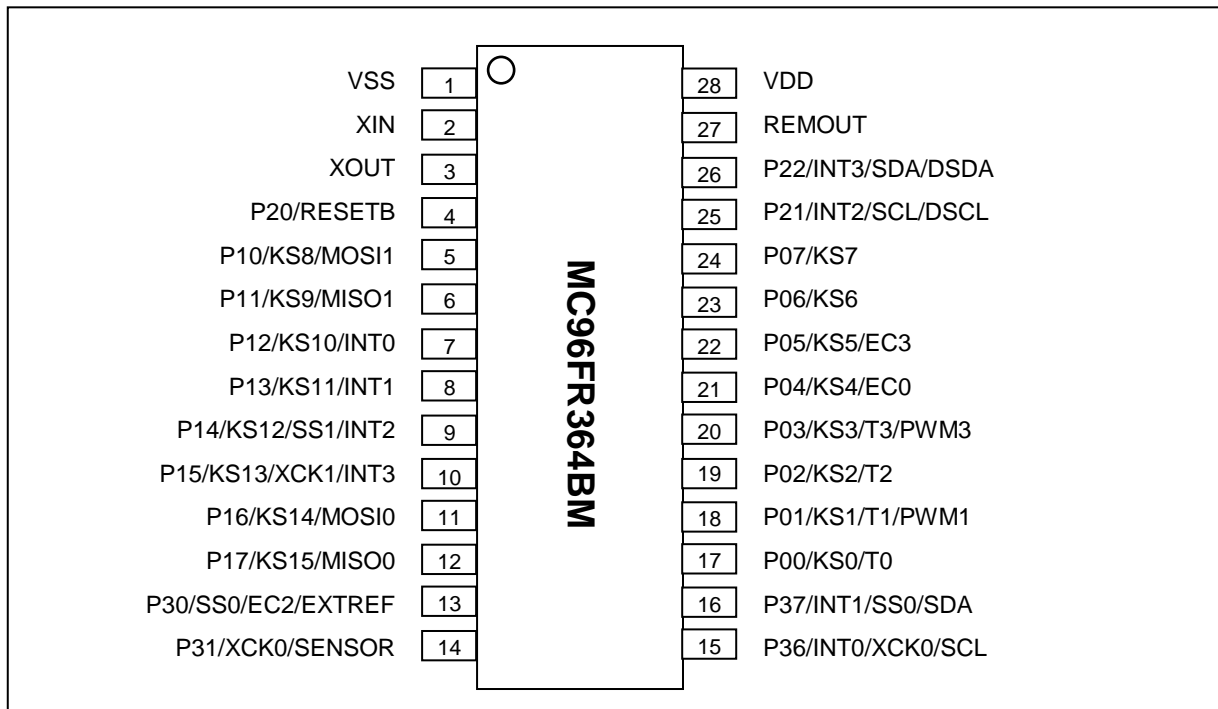 VSS 1 28 VDD
XIN 2 27 REMOUT
XOUT 3 26 P22/INT3/SDA/DSDA
P20/RESETB 4 25 P21/INT2/SCL/DSCL
P10/KS8/MOSI1 5 24 P07/KS7
P11/KS9/MISO1 6 23 P06/KS6
P12/KS10/INT0 7 22 P05/KS5/EC3
P13/KS11/INT1 8 21 P04/KS4/EC0
P14/KS12/SS1/INT2 9 20 P03/KS3/T3/PWM3
P15/KS13/XCK1/INT3 10 19 P02/KS2/T2
P16/KS14/MOSI0 11 18 P01/KS1/T1/PWM1
P17/KS15/MISO0 12 17 P00/KS0/T0
P30/SS0/EC2/EXTREF 13 16 P37/INT1/SS0/SDA
P31/XCK0/SENSOR 14 15 P36/INT0/XCK0/SCL
MC96FR364BM